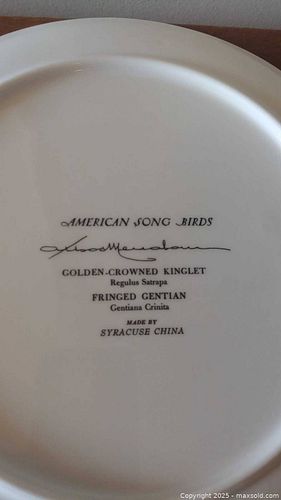 AMERICAN SONG BIRDS
GOLDEN-CROWNED KINGLET
Regulus Satrapa
FRINGED GENTIAN
Gentiana Crinita
MADE BY
SYRACUSE CHINA
Copyright © 2025 - maxsold.com